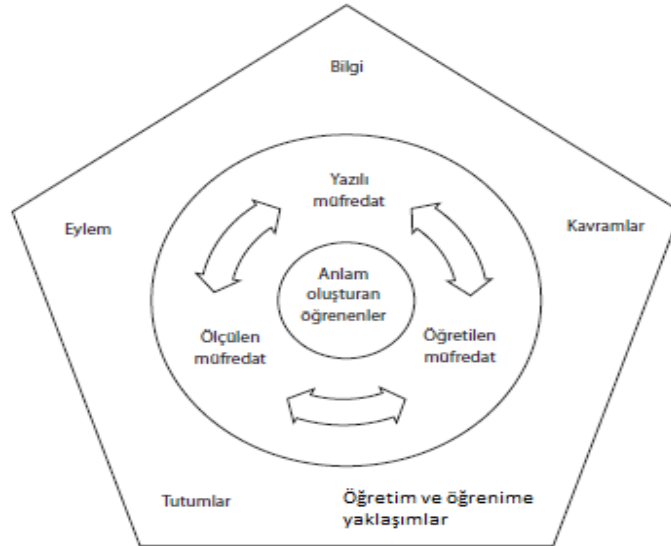 Bilgi
Yazılı
müfredat
Eylem
Kavramlar
Anlam
oluşturan
öğrenenler
Ölçülen
müfredat
Öğretilen
müfredat
Tutumlar
Öğretim ve öğrenime
yaklaşımlar